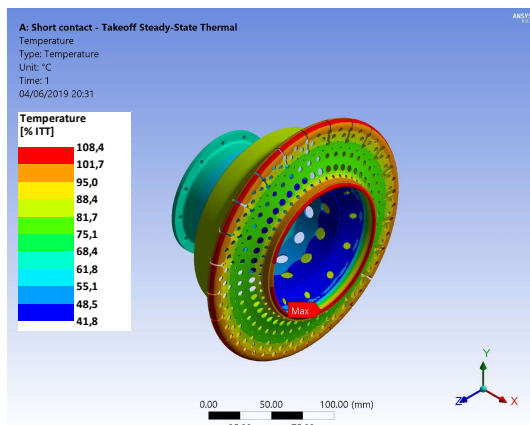 A: Short contact - Takeoff Steady-State Thermal
Temperature
Type: Temperature
Unit: °C
Time: 1
04/06/2019 20:31
ANSYS
Temperature
[% ITT]
108,4
101,7
95,0
88,4
81,7
75,1
68,4
61,8
55,1
48,5
41,8
Max
Y
Z
X
0.00 50.00 100.00 (mm)